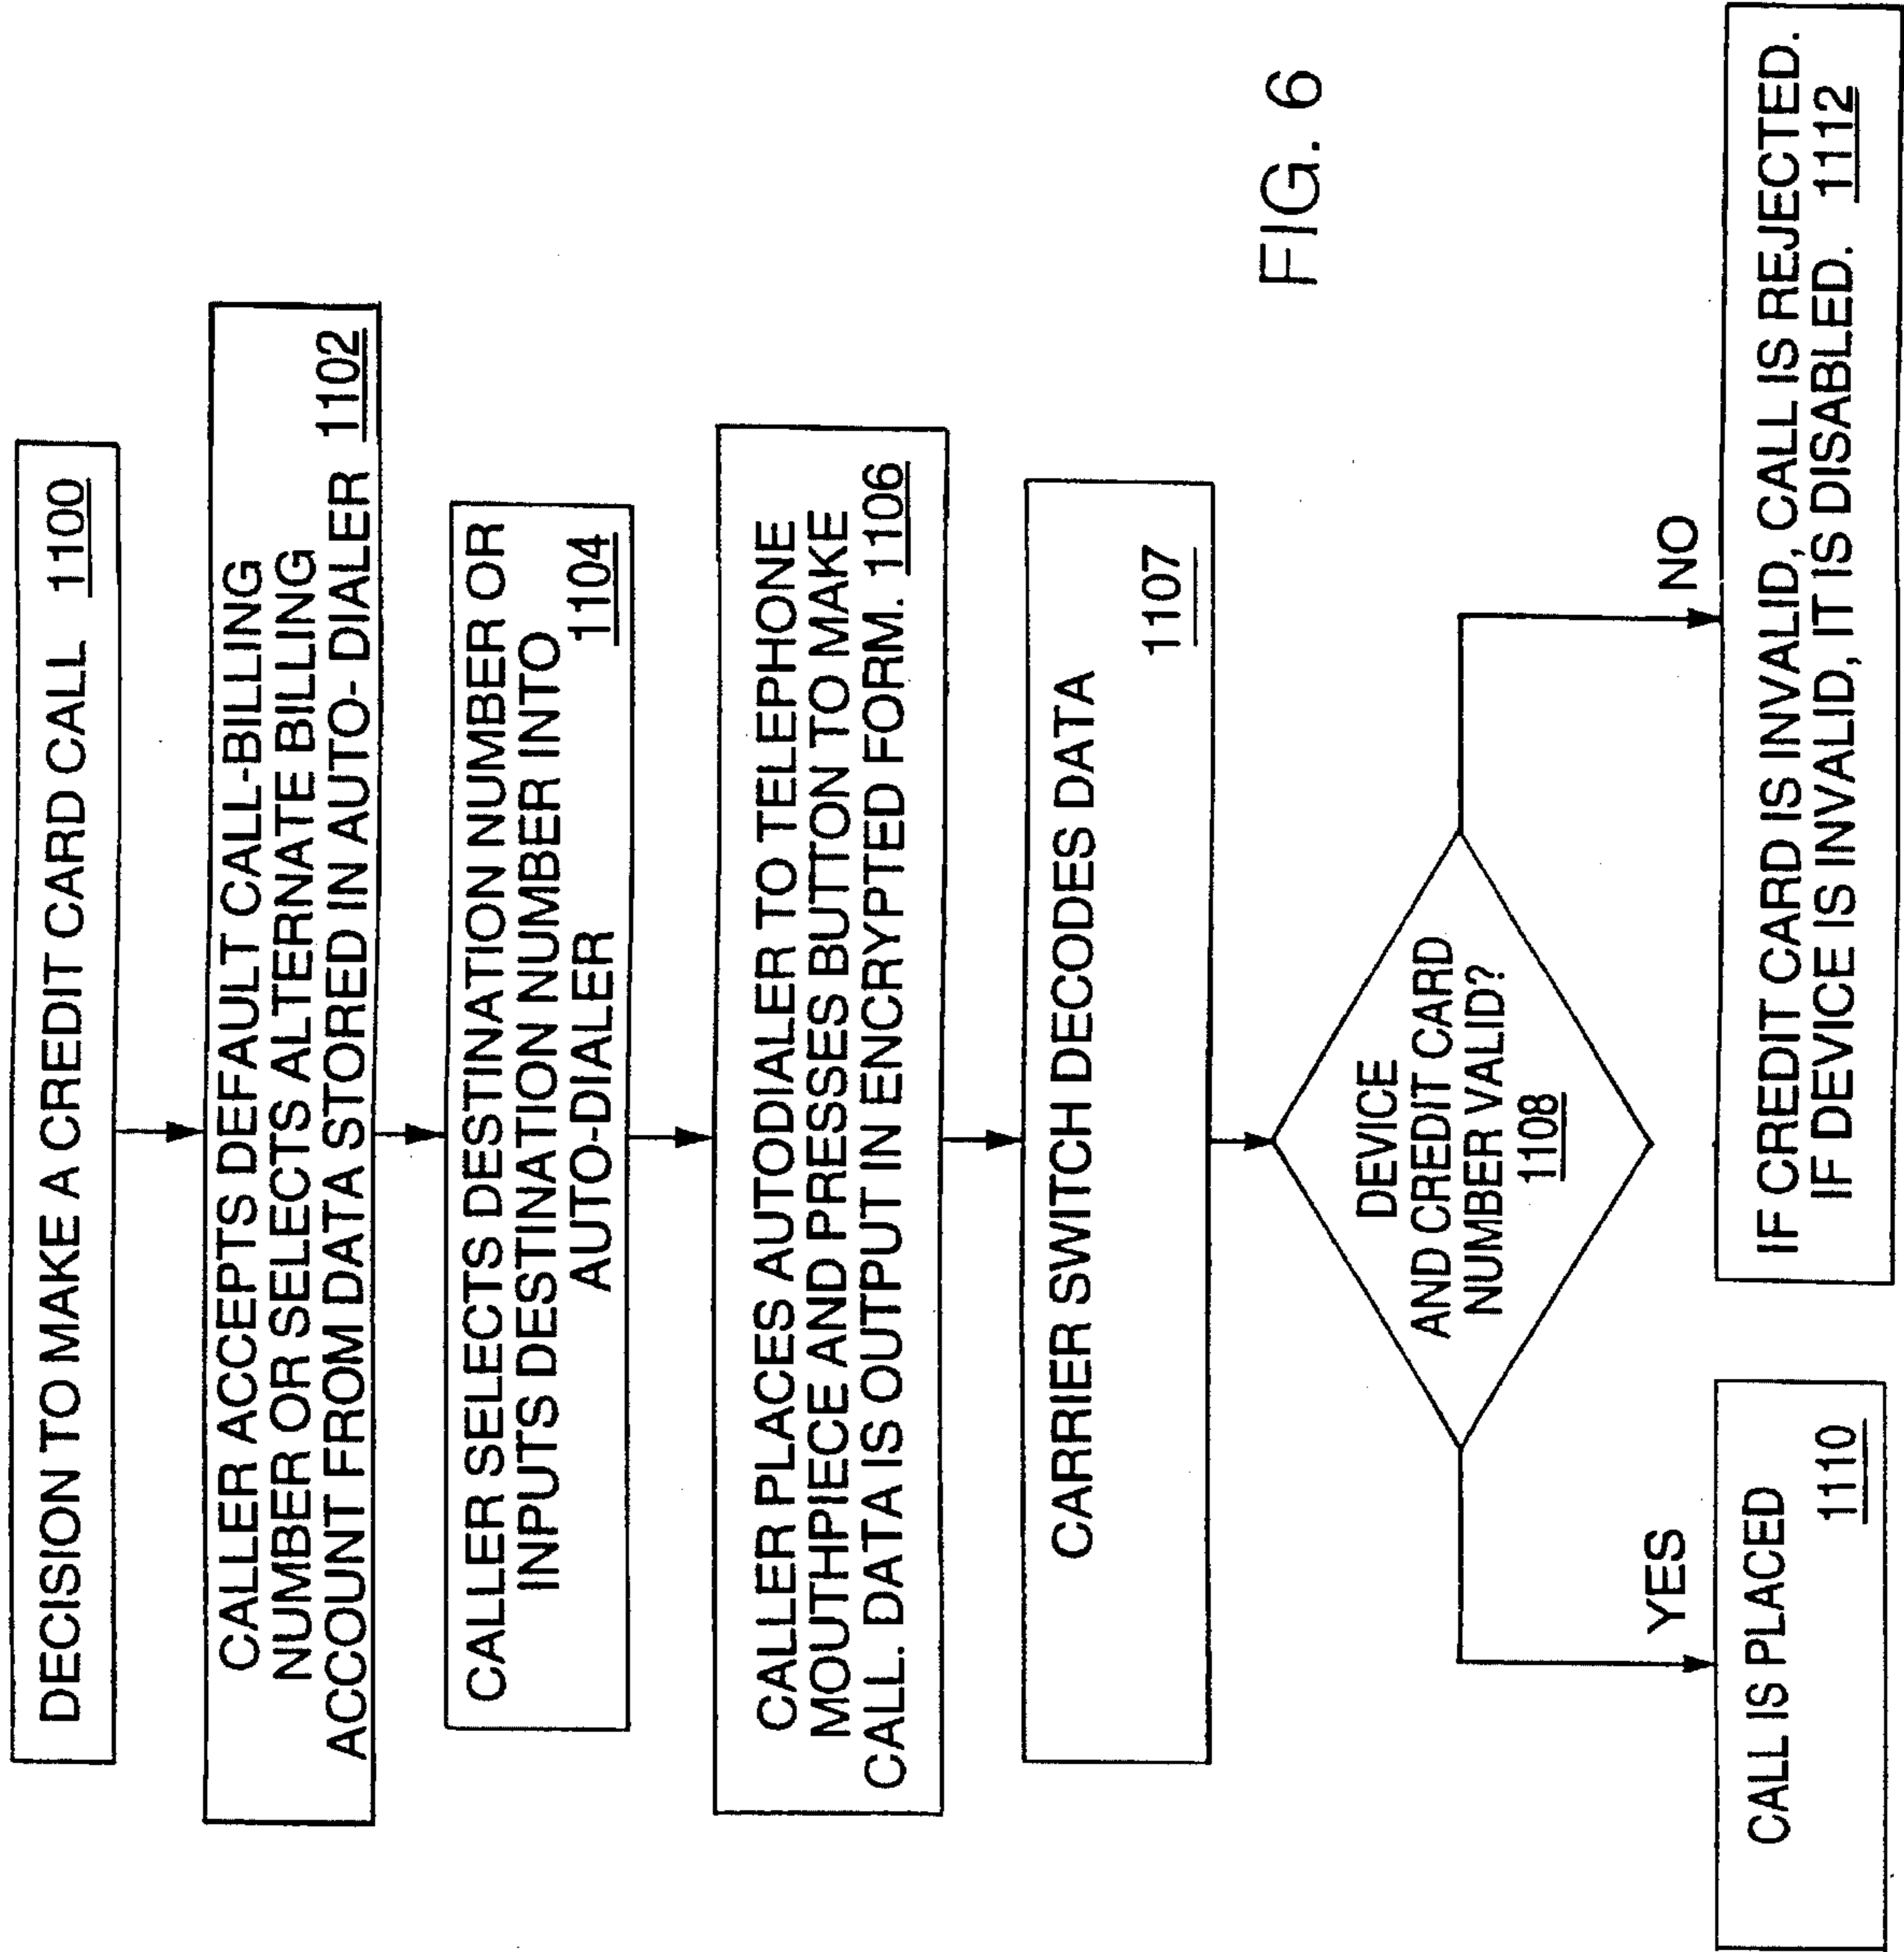 DECISION TO MAKE A CREDIT CARD CALL 1100
CALLER ACCEPTS DEFAULT CALL-BILLING
NUMBER OR SELECTS ALTERNATE BILLING
ACCOUNT FROM DATA STORED IN AUTO- DIALER 1102
CALLER SELECTS DESTINATION NUMBER OR
INPUTS DESTINATION NUMBER INTO
AUTO-DIALER 1104
CALLER PLACES AUTODIALER TO TELEPHONE
MOUTHPIECE AND PRESSES BUTTON TO MAKE
CALL. DATA IS OUTPUT IN ENCRYPTED FORM. 1106
CARRIER SWITCH DECODES DATA
1107
DEVICE
AND CREDIT CARD
NUMBER VALID?
1108
YES
NO
CALL IS PLACED
1110
IF CREDIT CARD IS INVALID, CALL IS REJECTED.
IF DEVICE IS INVALID, IT IS DISABLED. 1112
FIG. 6